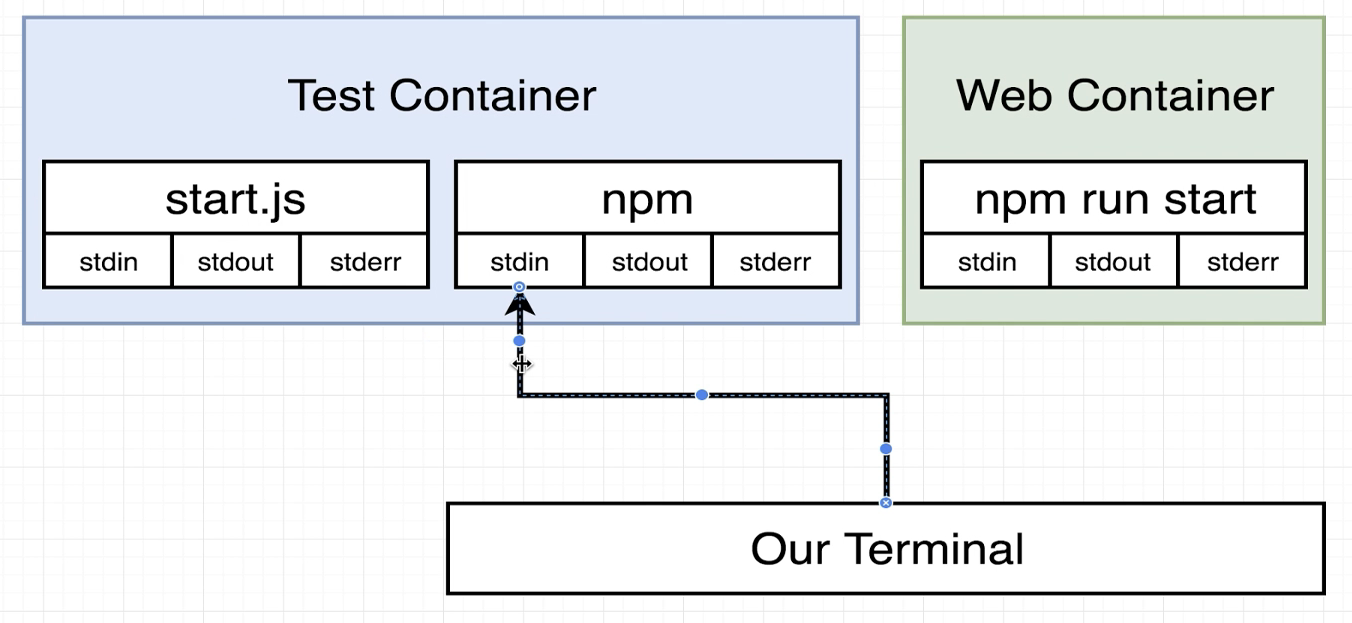 Test Container
start.js
stdin stdout stderr
npm
stdin stdout stderr
Web Container
npm run start
stdin stdout stderr
Our Terminal